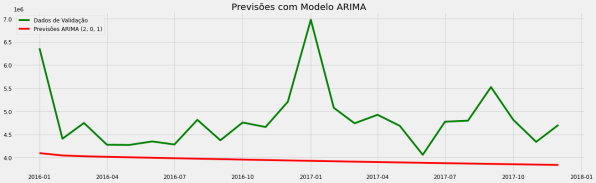 Previsões com Modelo ARIMA
1e6
7.0
6.5
6.0
5.5
5.0
4.5
4.0
Dados de Validação
Previsões ARIMA (2, 0, 1)
2016-01 2016-04 2016-07 2016-10 2017-01 2017-04 2017-07 2017-10 2018-01